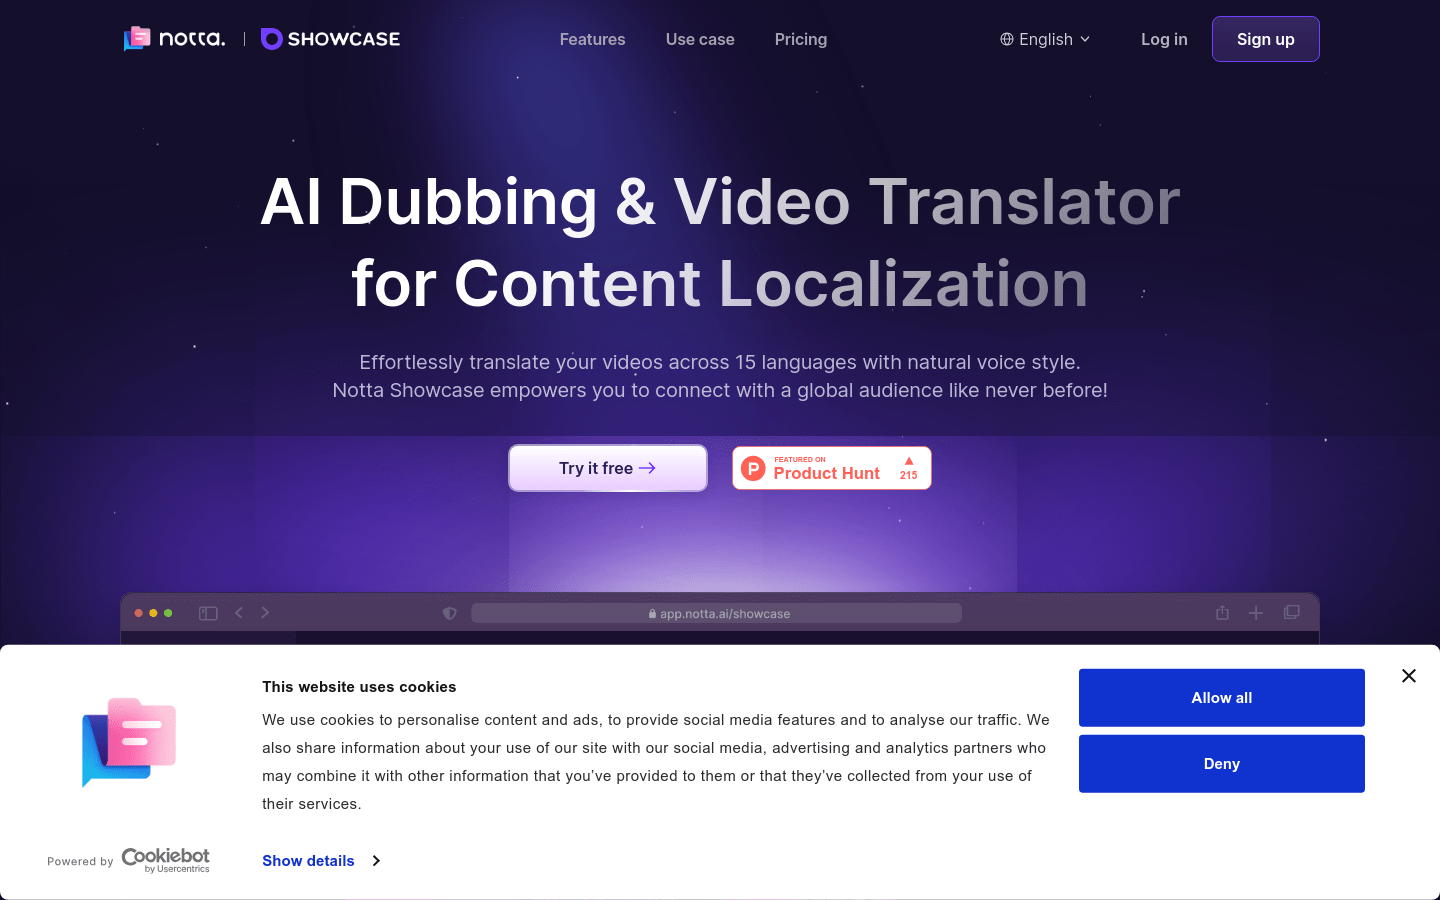 notta. | SHOWCASE
Features
Use case
Pricing
English
Log in
Sign up
AI Dubbing & Video Translator
for Content Localization
Effortlessly translate your videos across 15 languages with natural voice style.
Notta Showcase empowers you to connect with a global audience like never before!
Try it free
FEATURED ON
Product Hunt
215
app.notta.ai/showcase
This website uses cookies
We use cookies to personalise content and ads, to provide social media features and to analyse our traffic. We
also share information about your use of our site with our social media, advertising and analytics partners who
may combine it with other information that you've provided to them or that they've collected from your use of
their services.
Allow all
Deny
Powered by
Cookiebot
by Usercentrics
Show details